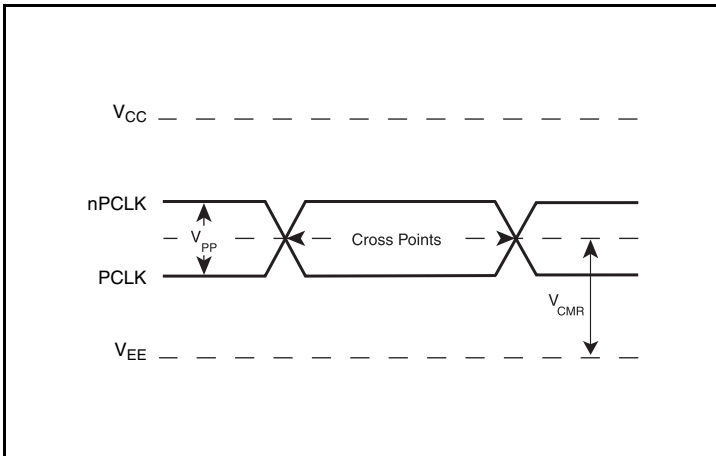 VCC
nPCLK
VPP
Cross Points
PCLK
VCMR
VEE